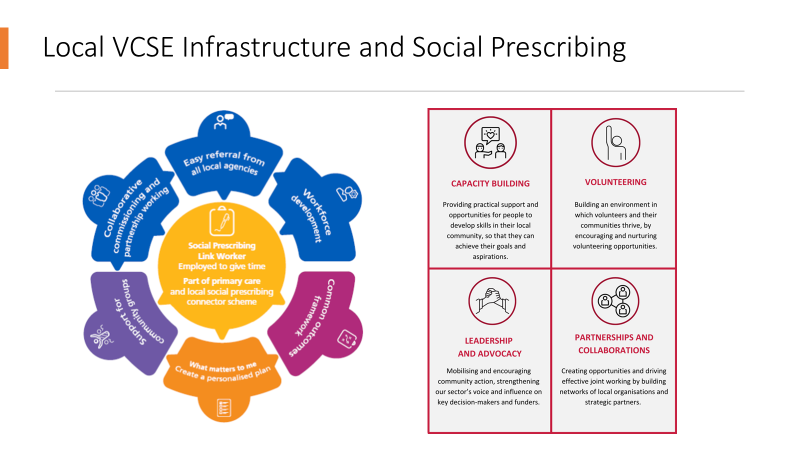 Local VCSE Infrastructure and Social Prescribing
Easy referral from
all local agencies
Workforce
development
Common outcomes
framework
What matters to me
Create a personalised plan
Support for
community groups
Collaborative
commissioning and
partnership working
Social Prescribing
Link Worker
Employed to give time
Part of primary care
and local social prescribing
connector scheme
CAPACITY BUILDING
Providing practical support and
opportunities for people to
develop skills in their local
community, so that they can
achieve their goals and
aspirations.
VOLUNTEERING
Building an environment in
which volunteers and their
communities thrive, by
encouraging and nurturing
volunteering opportunities.
LEADERSHIP
AND ADVOCACY
Mobilising and encouraging
community action, strengthening
our sector's voice and influence on
key decision-makers and funders.
PARTNERSHIPS AND
COLLABORATIONS
Creating opportunities and driving
effective joint working by building
networks of local organisations and
strategic partners.